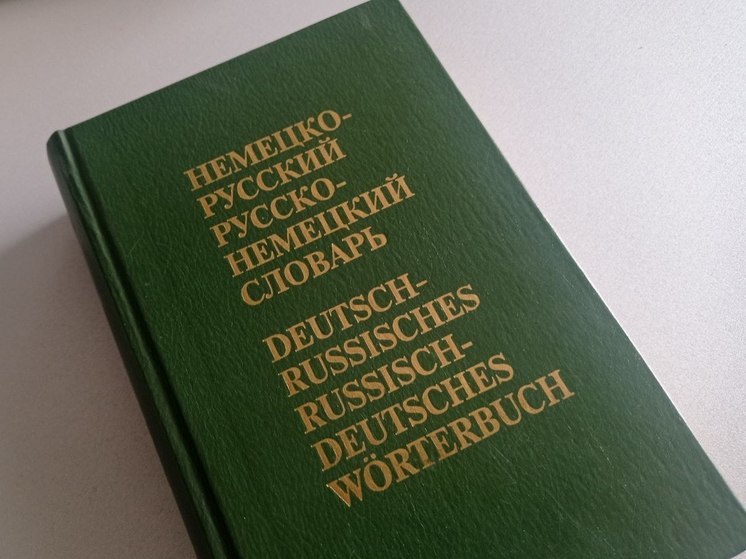 НЕМЕЦКО-
РУССКИЙ
РУССКО-
НЕМЕЦКИЙ
СЛОВАРЬ
DEUTSCH-
RUSSISCHES
RUSSISCH-
DEUTSCHES
WÖRTERBUCH